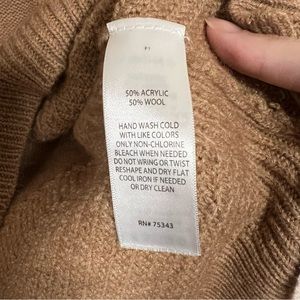 50% ACRYLIC
50% WOOL
HAND WASH COLD
WITH LIKE COLORS
ONLY NON-CHLORINE
BLEACH WHEN NEEDED
DO NOT WRING OR TWIST
RESHAPE AND DRY FLAT
COOL IRON IF NEEDED
OR DRY CLEAN
RN# 75343